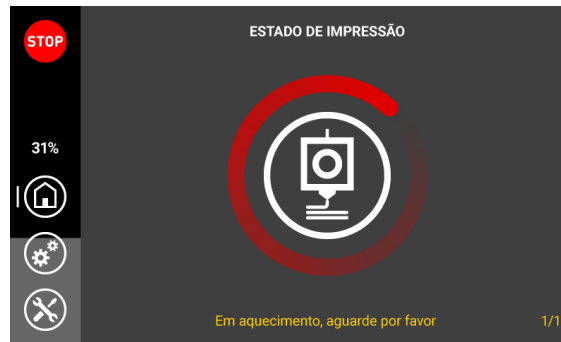 STOP
ESTADO DE IMPRESSÃO
31%
Em aquecimento, aguarde por favor
1/1